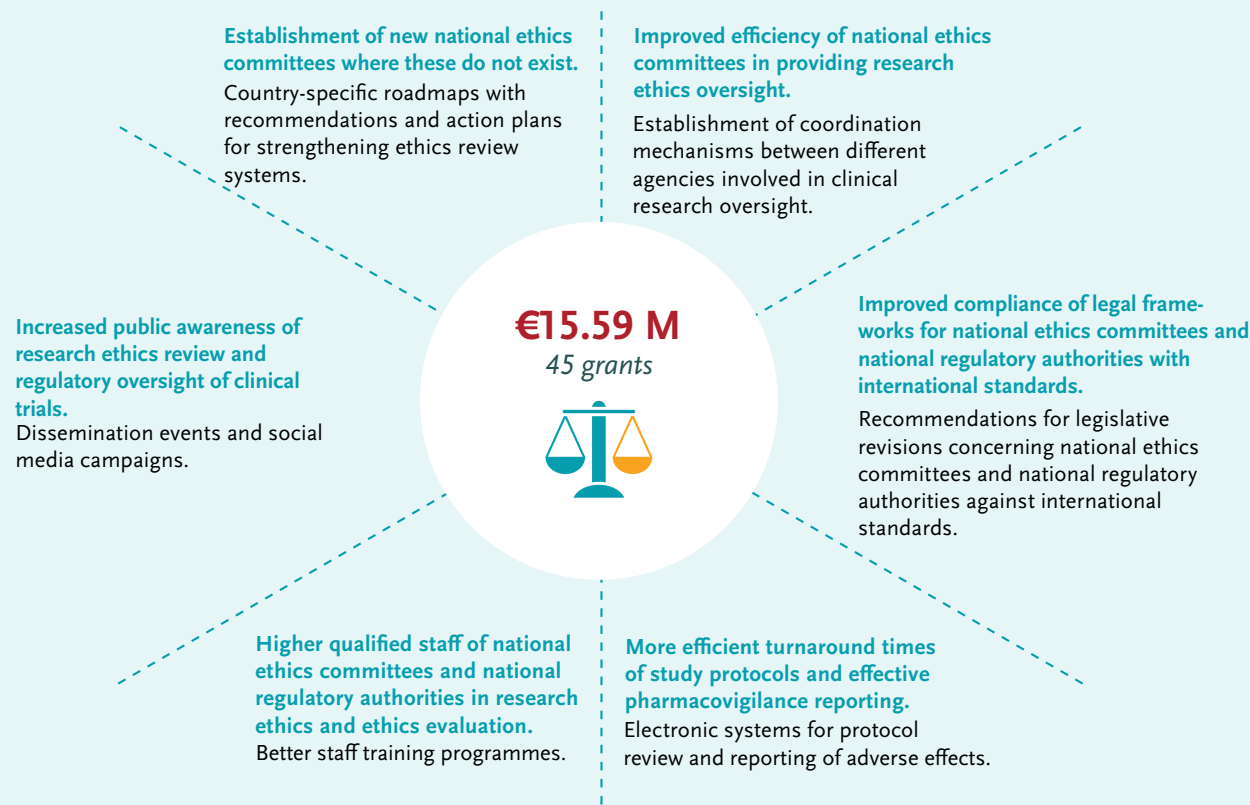 Establishment of new national ethics
committees where these do not exist.
Country-specific roadmaps with
recommendations and action plans
for strengthening ethics review
systems.
Improved efficiency of national ethics
committees in providing research
ethics oversight.
Establishment of coordination
mechanisms between different
agencies involved in clinical
research oversight.
Increased public awareness of
research ethics review and
regulatory oversight of clinical
trials.
Dissemination events and social
media campaigns.
€15.59 M
45 grants
Improved compliance of legal frame-
works for national ethics committees and
national regulatory authorities with
international standards.
Recommendations for legislative
revisions concerning national ethics
committees and national regulatory
authorities against international
standards.
Higher qualified staff of national
ethics committees and national
regulatory authorities in research
ethics and ethics evaluation.
Better staff training programmes.
More efficient turnaround times
of study protocols and effective
pharmacovigilance reporting.
Electronic systems for protocol
review and reporting of adverse effects.